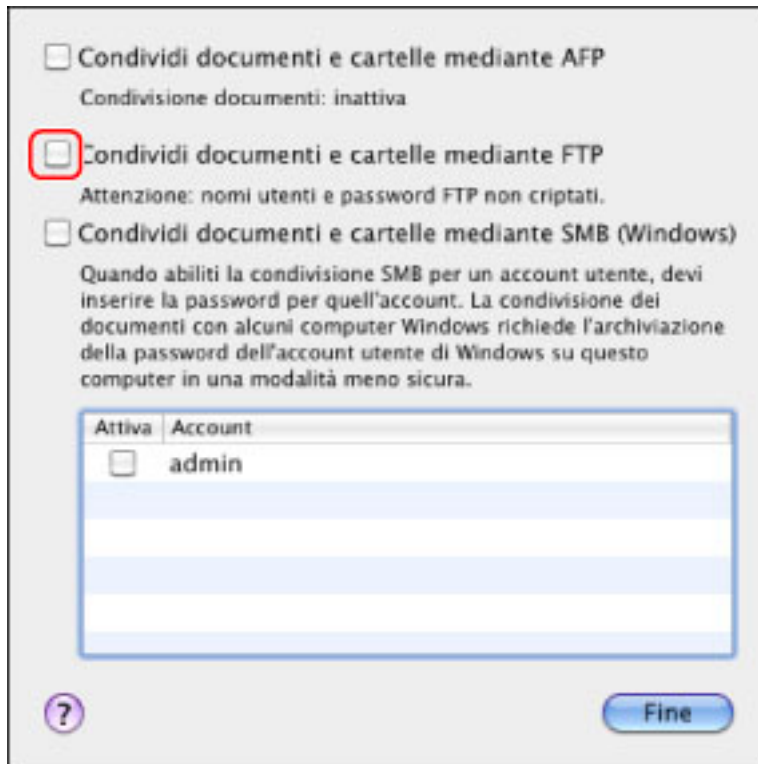 Condividi documenti e cartelle mediante AFP
Condivisione documenti: inattiva
Condividi documenti e cartelle mediante FTP
Attenzione: nomi utenti e password FTP non criptati.
Condividi documenti e cartelle mediante SMB (Windows)
Quando abiliti la condivisione SMB per un account utente, devi
inserire la password per quell'account. La condivisione dei
documenti con alcuni computer Windows richiede l'archiviazione
della password dell'account utente di Windows su questo
computer in una modalità meno sicura.
Attiva Account
admin
? Fine